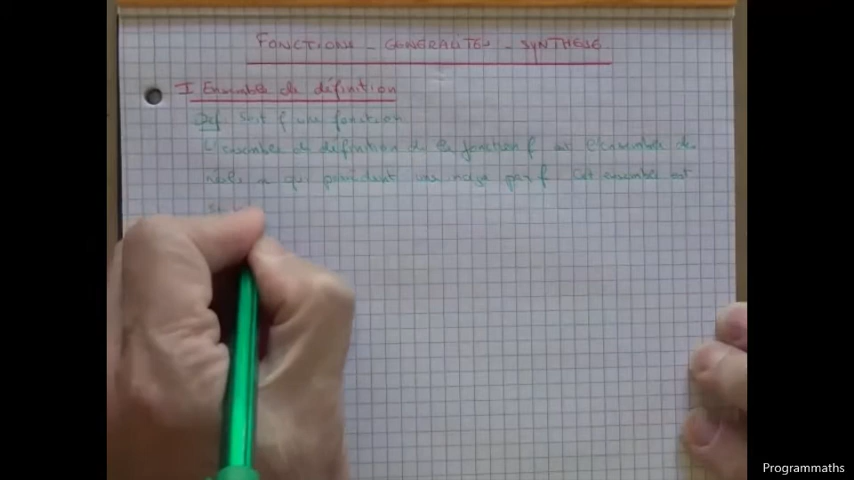 FONCTIONS - GENERALITES - SYNTHESE
I Ensemble de définition
Def: Soit f une fonction
L'ensemble de définition de la fonction f est l'ensemble des
réels x qui possèdent une image par f. Cet ensemble est
Programmaths